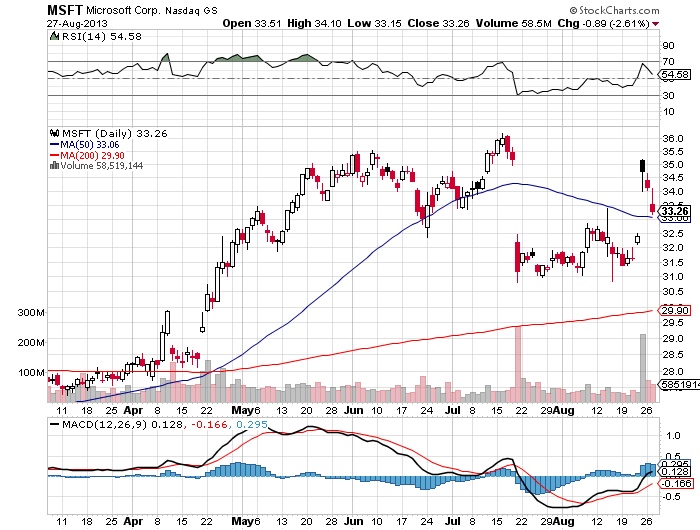 MSFT Microsoft Corp. Nasdaq GS © StockCharts.com
27-Aug-2013 Open 33.51 High 34.10 Low 33.15 Close 33.26 Volume 58.5M Chg -0.89 (-2.61%)
RSI(14) 54.58
90
70
54.58
30
10
MSFT (Daily) 33.26
MA(50) 33.06
MA(200) 29.90
Volume 58,519,144
36.0
35.5
35.0
34.5
34.0
33.26
32.5
32.0
31.5
31.0
30.5
29.90
29.5
29.0
28.5
28.0
300M
200M
100M
5851914
11 18 25 Apr 8 15 22 May 6 13 20 28 Jun 10 17 24 Jul 8 15 22 29 Aug 12 19 26
MACD(12,26,9) 0.128, -0.166, 0.295
1.0
0.5
0.295
0.128
-0.166
-0.5
11 18 25 Apr 8 15 22 May 6 13 20 28 Jun 10 17 24 Jul 8 15 22 29 Aug 12 19 26